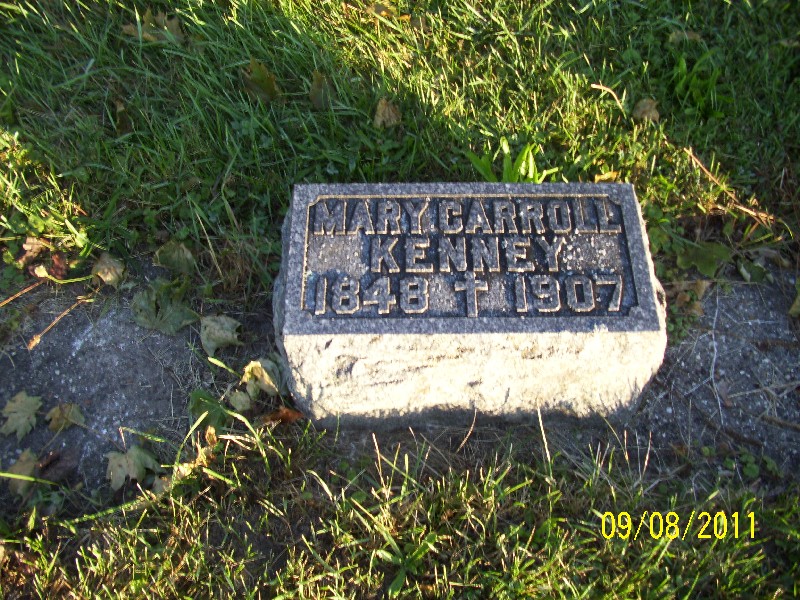 MARY CARROLL
KENNEY
1848 ✝ 1907
09/08/2011